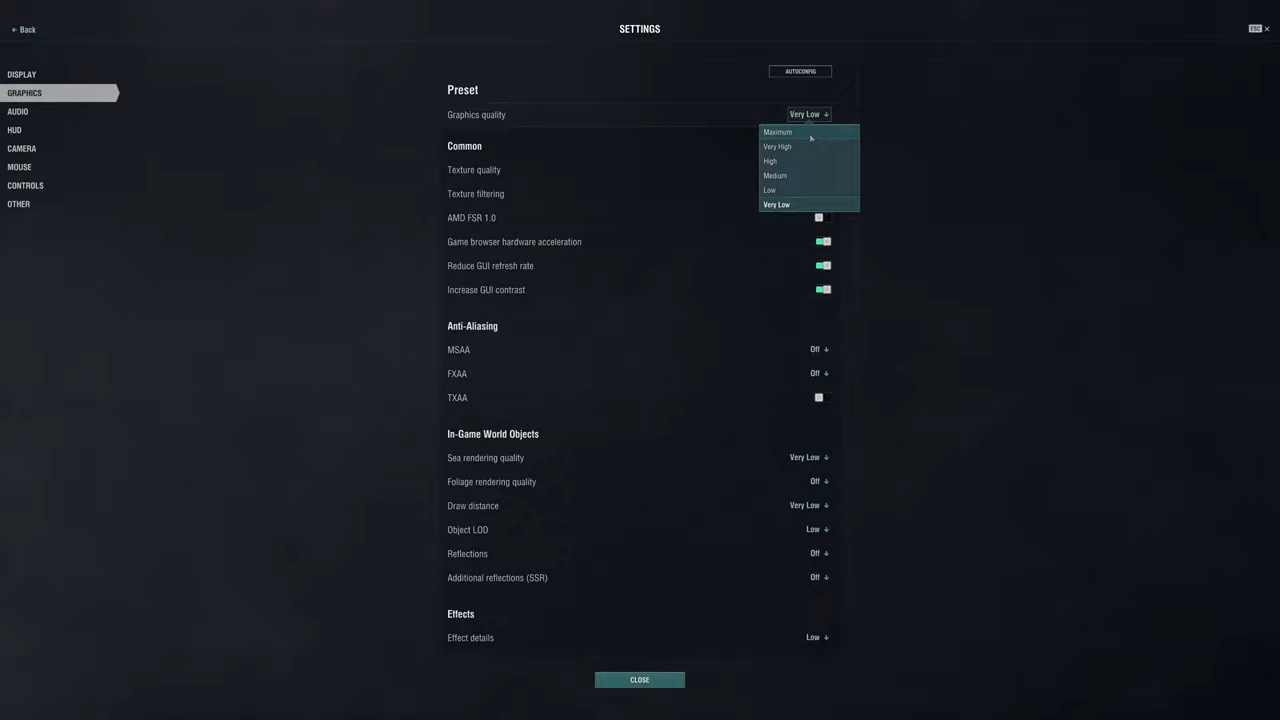 ← Back
SETTINGS
ESC ×
DISPLAY
GRAPHICS
AUDIO
HUD
CAMERA
MOUSE
CONTROLS
OTHER
AUTOCONFIG
Preset
Graphics quality Very Low ↓
Maximum
Very High
High
Medium
Low
Very Low
Common
Texture quality
Texture filtering
AMD FSR 1.0
Game browser hardware acceleration
Reduce GUI refresh rate
Increase GUI contrast
Anti-Aliasing
MSAA Off ↓
FXAA Off ↓
TXAA
In-Game World Objects
Sea rendering quality Very Low ↓
Foliage rendering quality Off ↓
Draw distance Very Low ↓
Object LOD Low ↓
Reflections Off ↓
Additional reflections (SSR) Off ↓
Effects
Effect details Low ↓
CLOSE